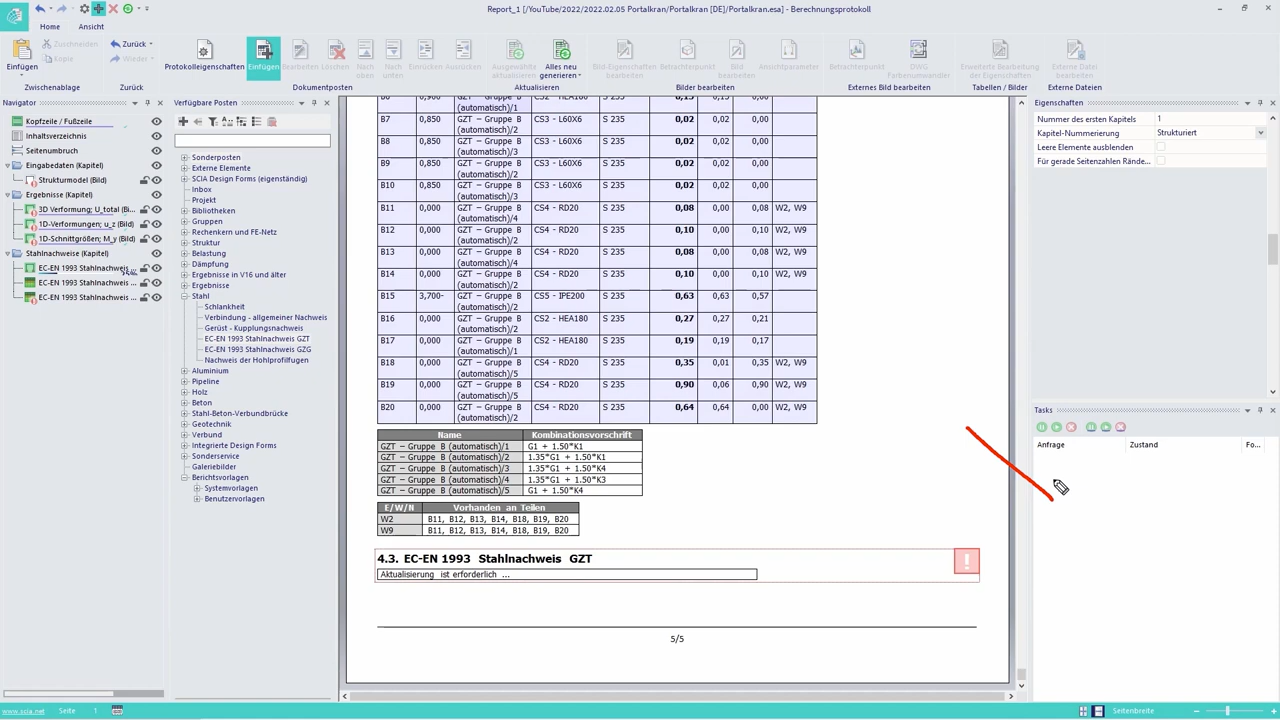 Report_1 [/YouTube/2022/2022.02.05 Portalkran/Portalkran [DE]/Portalkran.esa] - Berechnungsprotokoll
Home Ansicht
Einfügen
Zuschneiden
Kopie
Zurück
Wieder
Protokolleigenschaften
Einfügen
Bearbeiten
Löschen
Nach oben
Nach unten
Einrücken
Ausrücken
Ausgewählte aktualisieren
Alles neu generieren
Bild-Eigenschaften bearbeiten
Betrachterpunkt
Bild bearbeiten
Ansichtparameter
Betrachterpunkt
DWG Farbenumwandler
Erweiterte Bearbeitung der Eigenschaften
Externe Datei bearbeiten
Zwischenablage
Zurück
Dokumentposten
Aktualisieren
Bilder bearbeiten
Externes Bild bearbeiten
Tabellen / Bilder
Externe Dateien
Navigator
Kopfzeile / Fußzeile
Inhaltsverzeichnis
Seitenumbruch
Eingabedaten (Kapitel)
Strukturmodel (Bild)
Ergebnisse (Kapitel)
3D Verformung; U_total (Bi...
1D-Verformungen; u_z (Bild)
1D-Schnittgrößen; M_y (Bild)
Stahlnachweise (Kapitel)
EC-EN 1993 Stahlnachweis ...
EC-EN 1993 Stahlnachweis ...
EC-EN 1993 Stahlnachweis ...
Verfügbare Posten
Sonderposten
Externe Elemente
SCIA Design Forms (eigenständig)
Inbox
Projekt
Bibliotheken
Gruppen
Rechenkern und FE-Netz
Struktur
Belastung
Dämpfung
Ergebnisse in V16 und älter
Ergebnisse
Stahl
Schlankheit
Verbindung - allgemeiner Nachweis
Gerüst - Kupplungsnachweis
EC-EN 1993 Stahlnachweis GZT
EC-EN 1993 Stahlnachweis GZG
Nachweis der Hohlprofilfugen
Aluminium
Pipeline
Holz
Beton
Stahl-Beton-Verbundbrücke
Geotechnik
Verbund
Integrierte Design Forms
Sonderservice
Galeriebilder
Berichtsvorlagen
Systemvorlagen
Benutzervorlagen
B6 0,900 GZT – Gruppe B (automatisch)/1 CS2 - HEA180 S 235 0,15 0,15 0,00
B7 0,850 GZT – Gruppe B (automatisch)/2 CS3 - L60X6 S 235 0,02 0,02 0,00
B8 0,850 GZT – Gruppe B (automatisch)/3 CS3 - L60X6 S 235 0,02 0,02 0,00
B9 0,850 GZT – Gruppe B (automatisch)/2 CS3 - L60X6 S 235 0,02 0,02 0,00
B10 0,850 GZT – Gruppe B (automatisch)/3 CS3 - L60X6 S 235 0,02 0,02 0,00
B11 0,000 GZT – Gruppe B (automatisch)/4 CS4 - RD20 S 235 0,08 0,00 0,08 W2, W9
B12 0,000 GZT – Gruppe B (automatisch)/2 CS4 - RD20 S 235 0,10 0,10 0,00 W2, W9
B13 0,000 GZT – Gruppe B (automatisch)/4 CS4 - RD20 S 235 0,08 0,00 0,08 W2, W9
B14 0,000 GZT – Gruppe B (automatisch)/2 CS4 - RD20 S 235 0,10 0,10 0,00 W2, W9
B15 3,700- GZT – Gruppe B (automatisch)/2 CS5 - IPE200 S 235 0,63 0,63 0,57
B16 0,000 GZT – Gruppe B (automatisch)/2 CS2 - HEA180 S 235 0,27 0,27 0,21
B17 0,000 GZT – Gruppe B (automatisch)/1 CS2 - HEA180 S 235 0,19 0,19 0,17
B18 0,000 GZT – Gruppe B (automatisch)/5 CS4 - RD20 S 235 0,35 0,01 0,35 W2, W9
B19 0,000 GZT – Gruppe B (automatisch)/5 CS4 - RD20 S 235 0,90 0,06 0,90 W2, W9
B20 0,000 GZT – Gruppe B (automatisch)/2 CS4 - RD20 S 235 0,64 0,64 0,00 W2, W9
Name Kombinationsvorschrift
GZT – Gruppe B (automatisch)/1 G1 + 1.50*K1
GZT – Gruppe B (automatisch)/2 1.35*G1 + 1.50*K1
GZT – Gruppe B (automatisch)/3 1.35*G1 + 1.50*K4
GZT – Gruppe B (automatisch)/4 1.35*G1 + 1.50*K3
GZT – Gruppe B (automatisch)/5 G1 + 1.50*K4
E/W/N Vorhanden an Teilen
W2 B11, B12, B13, B14, B18, B19, B20
W9 B11, B12, B13, B14, B18, B19, B20
4.3. EC-EN 1993 Stahlnachweis GZT
!
Aktualisierung ist erforderlich ...
5/5
Eigenschaften
Nummer des ersten Kapitels 1
Kapitel-Nummerierung Strukturiert
Leere Elemente ausblenden
Für gerade Seitenzahlen Rände...
Tasks
Anfrage Zustand Fo...
www.scia.net Seite 1
Seitenbreite